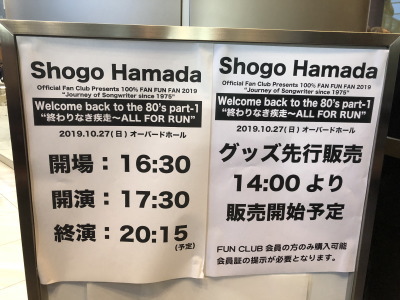 Shogo Hamada
Official Fan Club Presents 100% FAN FUN FAN 2019
"Journey of Songwriter since 1975"
Welcome back to the 80's part-1
"終わりなき疾走〜ALL FOR RUN"
2019.10.27(日) オーバードホール
開場：16:30
開演：17:30
終演：20:15
(予定)
Shogo Hamada
Official Fan Club Presents 100% FAN FUN FAN 2019
"Journey of Songwriter since 1975"
Welcome back to the 80's part-1
"終わりなき疾走〜ALL FOR RUN"
2019.10.27(日) オーバードホール
グッズ先行販売
14:00より
販売開始予定
FUN CLUB 会員の方のみ購入可能
会員証の提示が必要となります。